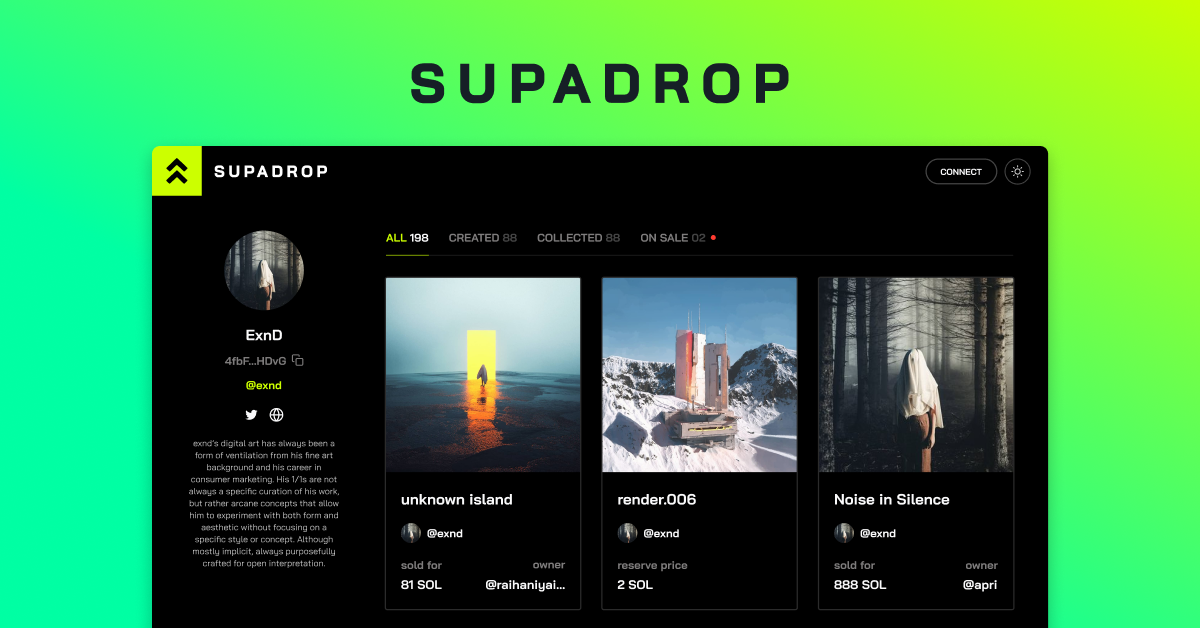 SUPADROP
SUPADROP
CONNECT
ALL 198 CREATED 88 COLLECTED 88 ON SALE 02
ExnD
4fbF...HDvG
@exnd
exnd's digital art has always been a
form of ventilation from his fine art
background and his career in
consumer marketing. His 1/1s are not
always a specific curation of his work,
but rather arcane concepts that allow
him to experiment with both form and
aesthetic without focusing on a
specific style or concept. Although
mostly implicit, always purposefully
crafted for open interpretation.
unknown island
@exnd
sold for owner
81 SOL @raihaniyai...
render.006
@exnd
reserve price
2 SOL
Noise in Silence
@exnd
sold for owner
888 SOL @apri